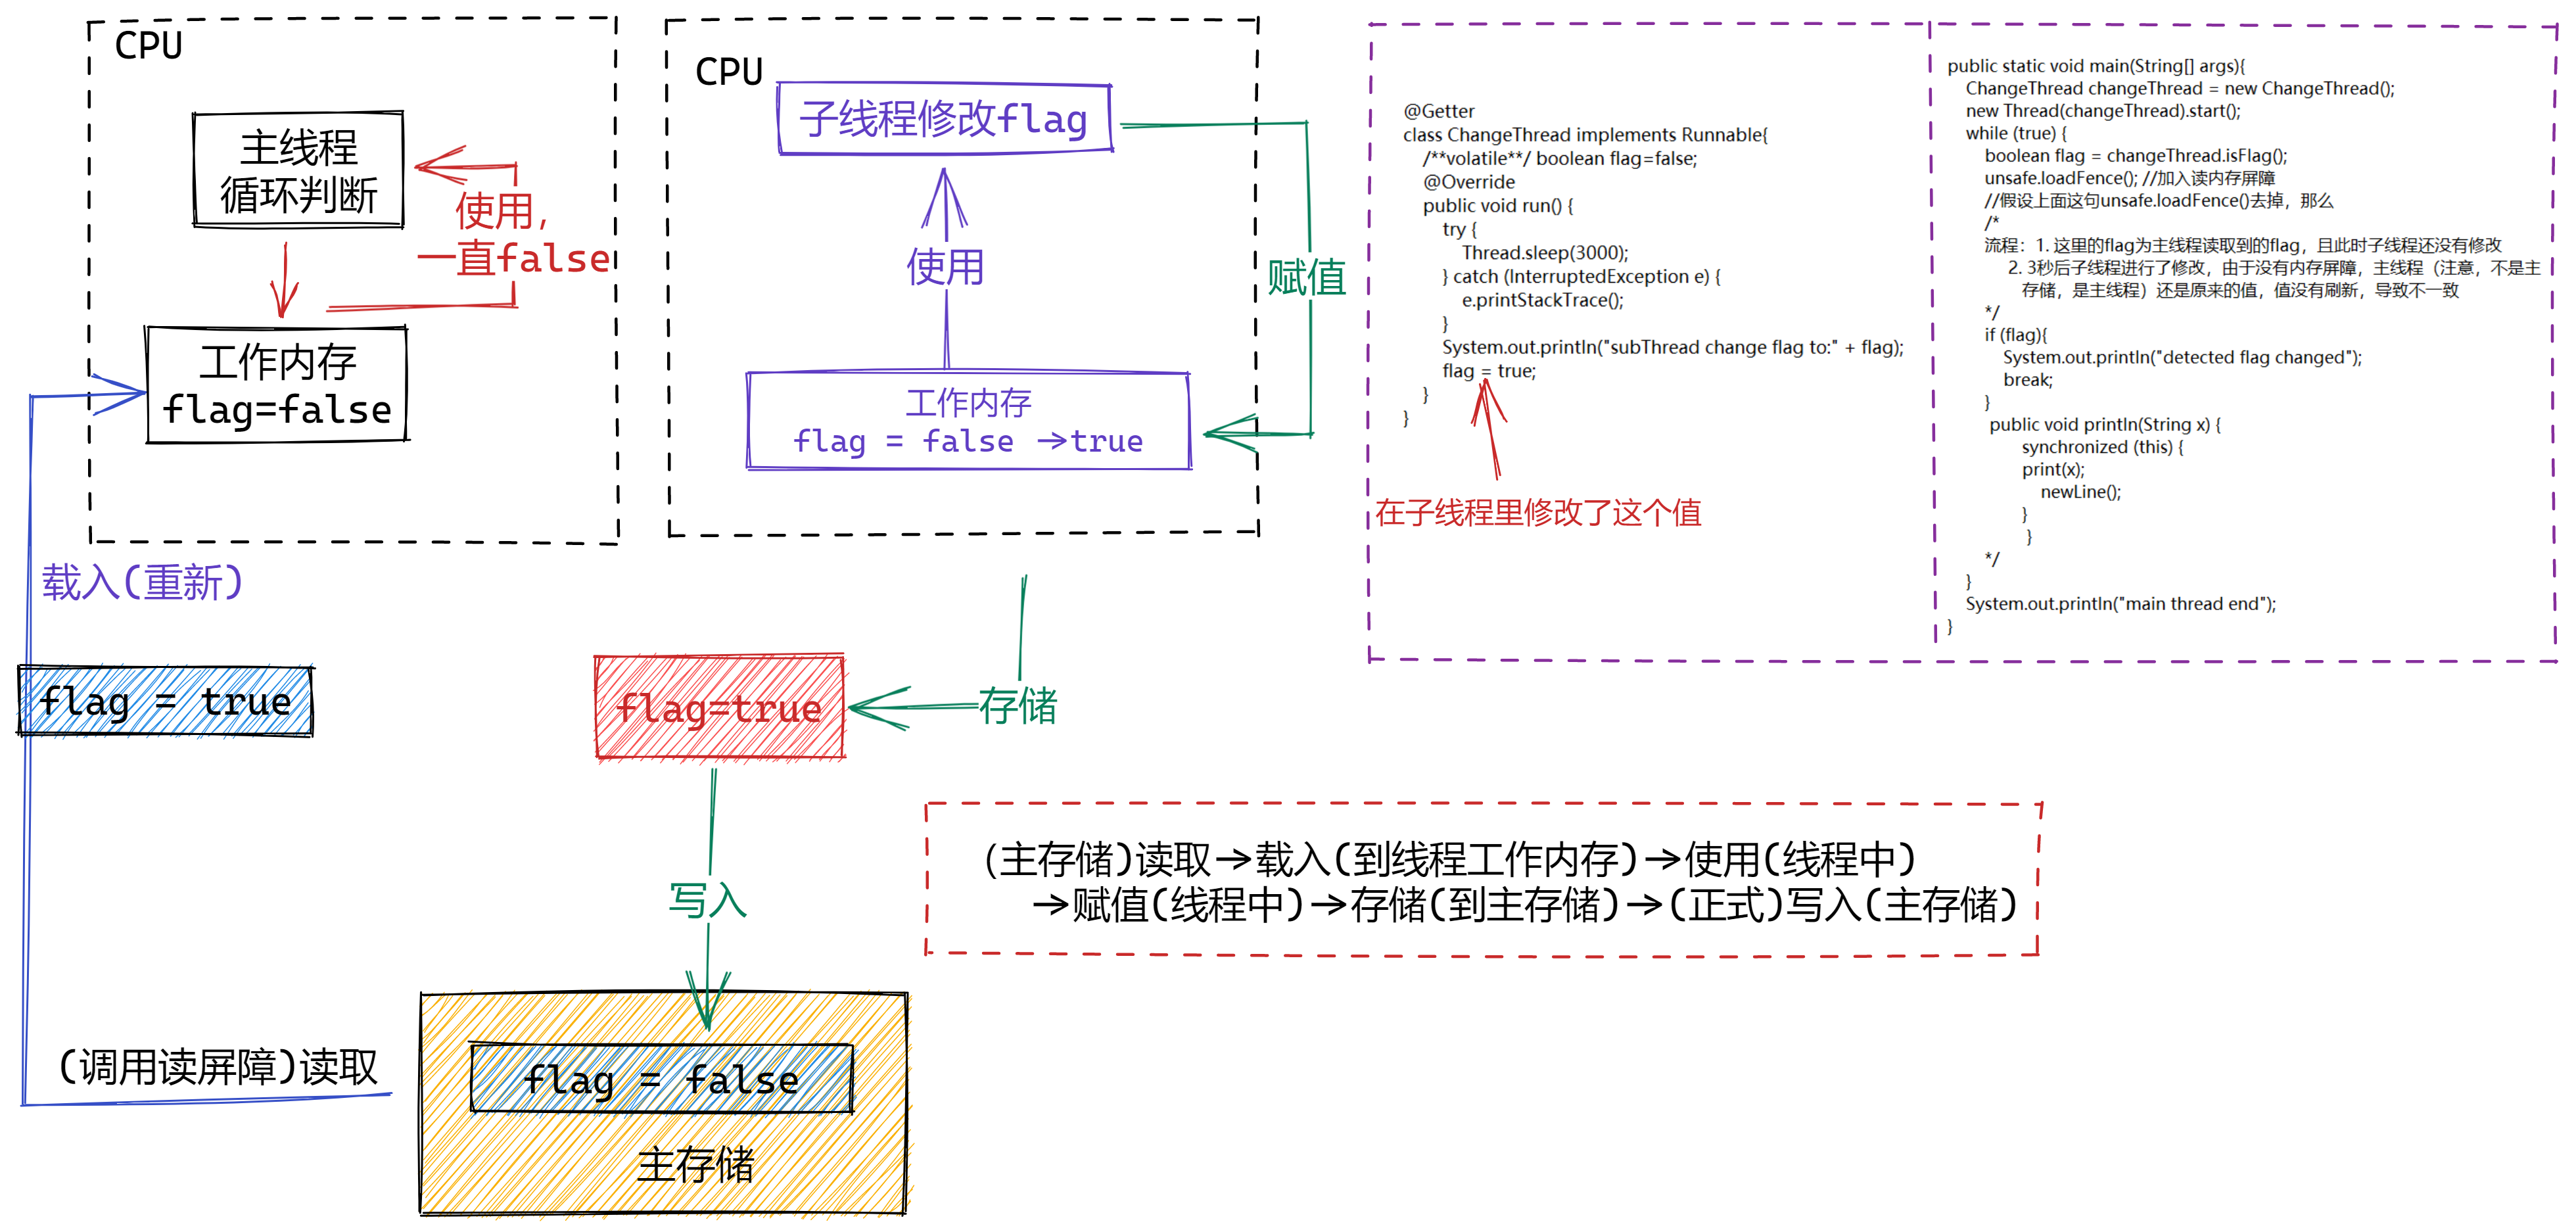 CPU
主线程
循环判断
使用,
一直false
工作内存
flag=false
CPU
子线程修改flag
使用
赋值
工作内存
flag = false →true
@Getter
class ChangeThread implements Runnable{
/**volatile**/ boolean flag=false;
@Override
public void run() {
try {
Thread.sleep(3000);
} catch (InterruptedException e) {
e.printStackTrace();
}
System.out.println("subThread change flag to:" + flag);
flag = true;
}
}
在子线程里修改了这个值
public static void main(String[] args){
ChangeThread changeThread = new ChangeThread();
new Thread(changeThread).start();
while (true) {
boolean flag = changeThread.isFlag();
unsafe.loadFence(); //加入读内存屏障
//假设上面这句unsafe.loadFence()去掉，那么
/*
流程：1. 这里的flag为主线程读取到的flag，且此时子线程还没有修改
2. 3秒后子线程进行了修改，由于没有内存屏障，主线程（注意，不是主
存储，是主线程）还是原来的值，值没有刷新，导致不一致
*/
if (flag){
System.out.println("detected flag changed");
break;
}
public void println(String x) {
synchronized (this) {
print(x);
newLine();
}
}
*/
}
System.out.println("main thread end");
}
载入(重新)
flag = true
flag=true
存储
写入
(主存储)读取→载入(到线程工作内存)→使用(线程中)
→赋值(线程中)→存储(到主存储)→(正式)写入(主存储)
(调用读屏障)读取
flag = false
主存储